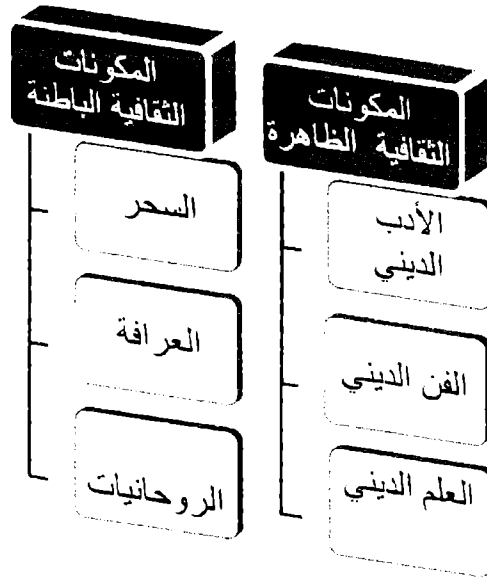 المكونات
الثقافية الظاهرة
الأدب
الديني
الفن الديني
العلم الديني
المكونات
الثقافية الباطنة
السحر
العرافة
الروحانيات